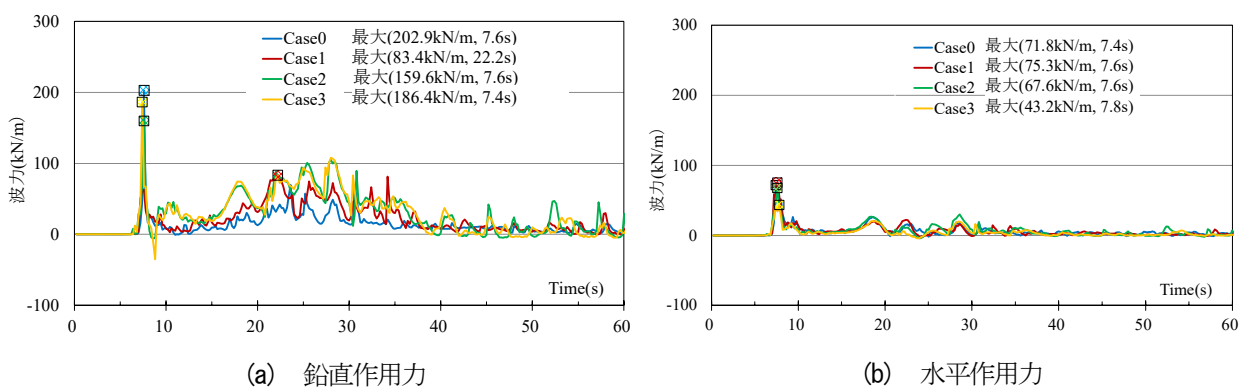 300
200
100
0
-100
波力(kN/m)
Case0 最大(202.9kN/m, 7.6s)
Case1 最大(83.4kN/m, 22.2s)
Case2 最大(159.6kN/m, 7.6s)
Case3 最大(186.4kN/m, 7.4s)
Time(s)
0 10 20 30 40 50 60
(a) 鉛直作用力
300
200
100
0
-100
波力(kN/m)
Case0 最大(71.8kN/m, 7.4s)
Case1 最大(75.3kN/m, 7.6s)
Case2 最大(67.6kN/m, 7.6s)
Case3 最大(43.2kN/m, 7.8s)
Time(s)
0 10 20 30 40 50 60
(b) 水平作用力